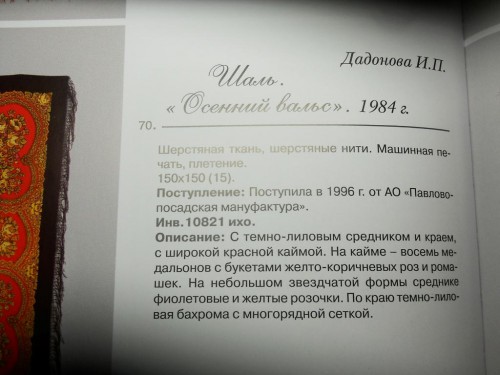 Дадонова И.П.
Шаль.
« Осенний вальс». 1984 г.
70.
Шерстяная ткань, шерстяные нити. Машинная пе-
чать, плетение.
150х150 (15).
Поступление: Поступила в 1996 г. от АО «Павлово-
посадская мануфактура».
Инв.10821 ихо.
Описание: С темно-лиловым средником и краем,
с широкой красной каймой. На кайме – восемь ме-
дальонов с букетами желто-коричневых роз и рома-
шек. На небольшом звездчатой формы среднике
фиолетовые и желтые розочки. По краю темно-лило-
вая бахрома с многорядной сеткой.